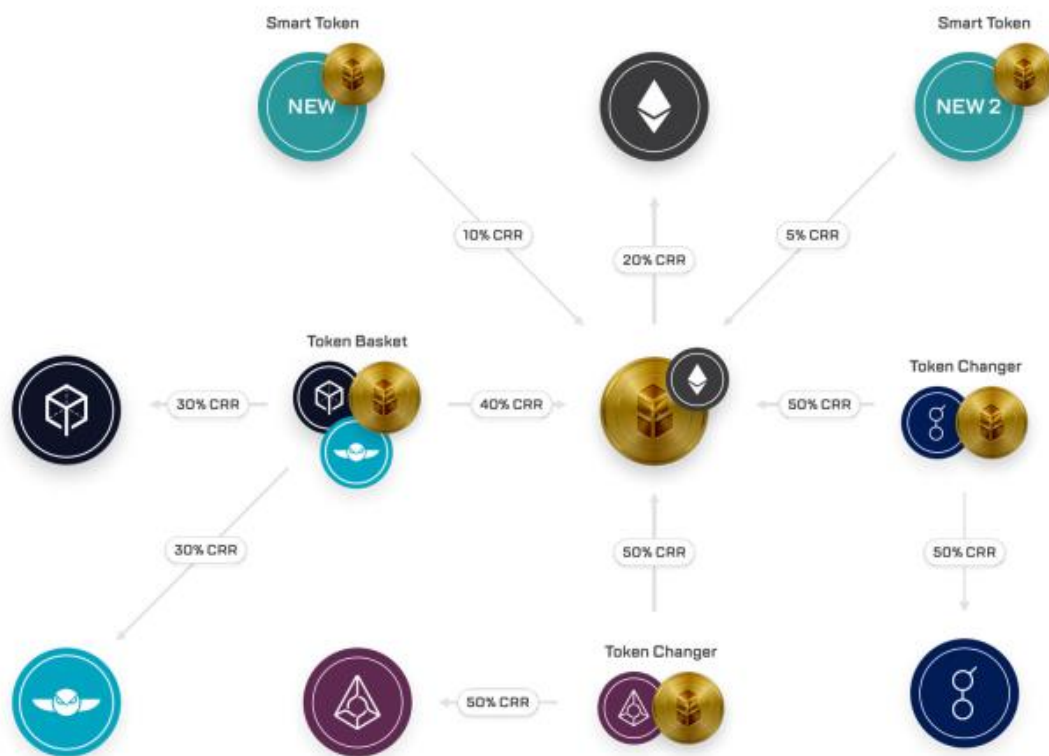 Smart Token
Smart Token
NEW
NEW 2
10% CRR
5% CRR
20% CRR
Token Basket
Token Changer
30% CRR
40% CRR
50% CRR
30% CRR
50% CRR
50% CRR
Token Changer
50% CRR